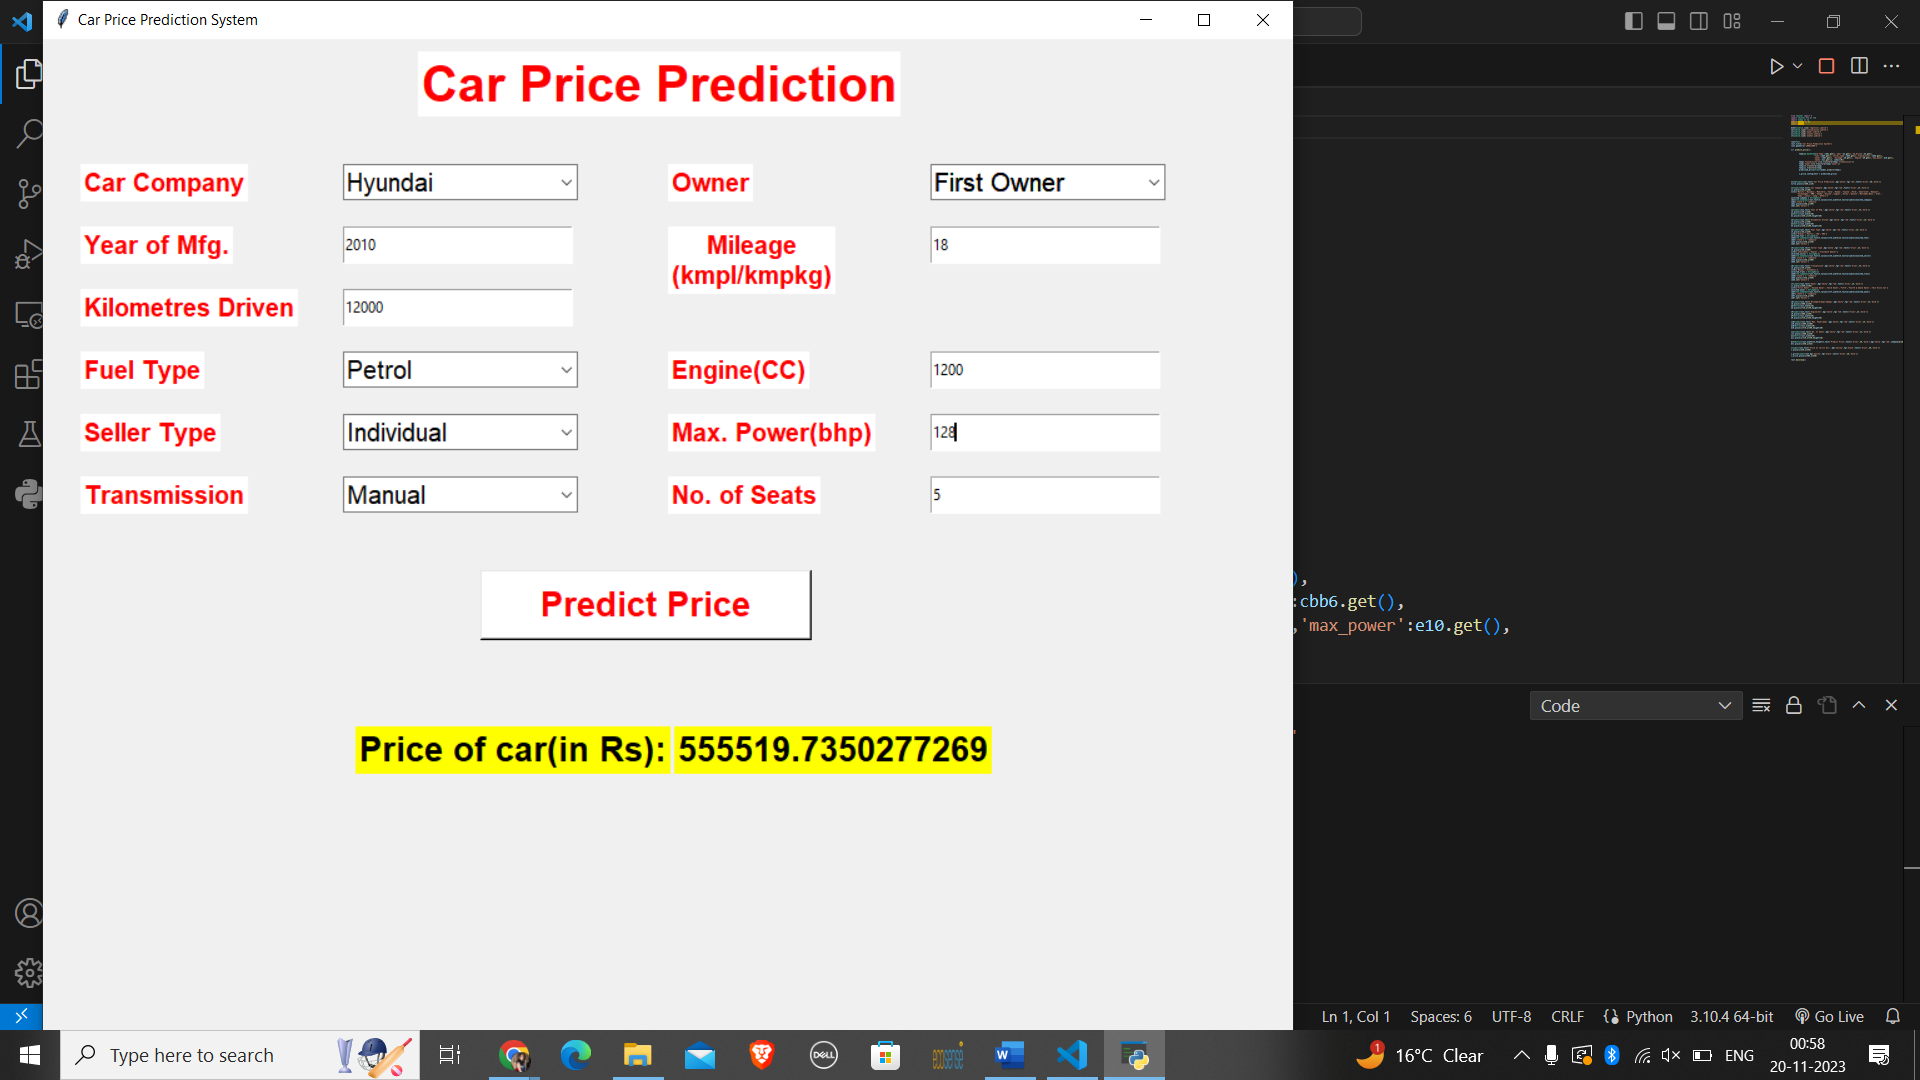 Car Price Prediction System
Car Price Prediction
Car Company
Hyundai
Owner
First Owner
Year of Mfg.
2010
Mileage
(kmpl/kmpkg)
18
Kilometres Driven
12000
Fuel Type
Petrol
Engine(CC)
1200
Seller Type
Individual
Max. Power(bhp)
128
Transmission
Manual
No. of Seats
5
Predict Price
Price of car(in Rs): 555519.7350277269
),
:cbb6.get(),
,'max_power':e10.get(),
Code
Ln 1, Col 1 Spaces: 6 UTF-8 CRLF Python 3.10.4 64-bit Go Live
Type here to search
DELL
ecosense
1
16°C Clear
ENG
00:58
20-11-2023